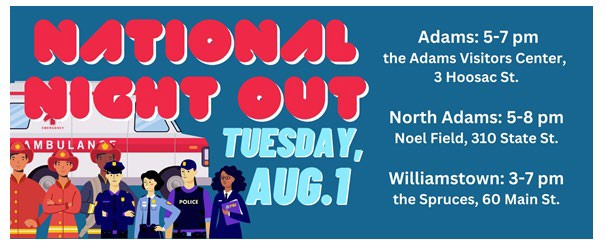 NATIONAL
NIGHT OUT
TUESDAY,
AUG.1
EMERGENCY
AMBULANCE
POLICE
Adams: 5-7 pm
the Adams Visitors Center,
3 Hoosac St.
North Adams: 5-8 pm
Noel Field, 310 State St.
Williamstown: 3-7 pm
the Spruces, 60 Main St.